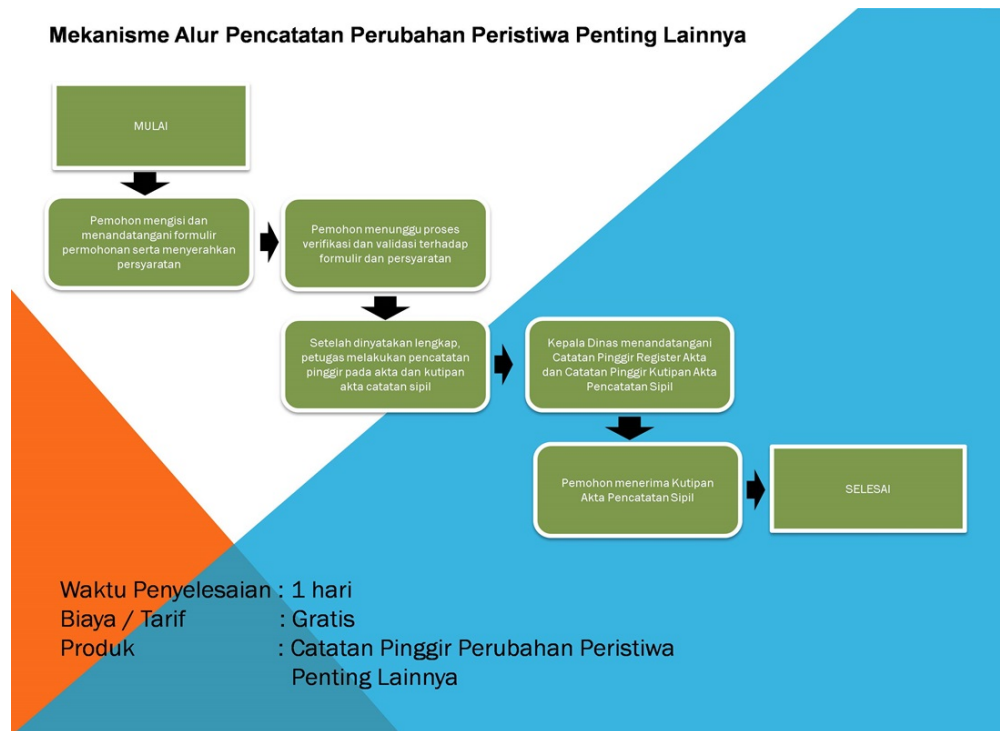 Mekanisme Alur Pencatatan Perubahan Peristiwa Penting Lainnya
MULAI
Pemohon mengisi dan
menandatangani formulir
permohonan serta menyerahkan
persyaratan
Pemohon menunggu proses
verifikasi dan validasi terhadap
formulir dan persyaratan
Setelah dinyatakan lengkap,
petugas melakukan pencatatan
pinggir pada akta dan kutipan
akta catatan sipil
Kepala Dinas menandatangani
Catatan Pinggir Register Akta
dan Catatan Pinggir Kutipan Akta
Pencatatan Sipil
Pemohon menerima Kutipan
Akta Pencatatan Sipil
SELESAI
Waktu Penyelesaian : 1 hari
Biaya / Tarif : Gratis
Produk : Catatan Pinggir Perubahan Peristiwa
Penting Lainnya